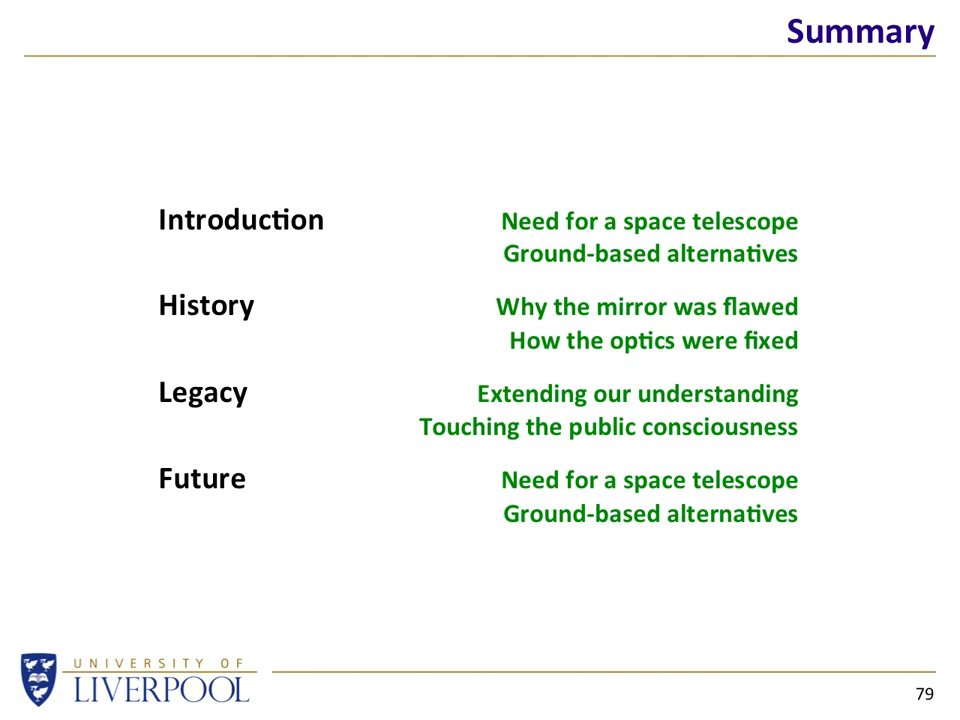 Summary
Introduction
Need for a space telescope
Ground-based alternatives
History
Why the mirror was flawed
How the optics were fixed
Legacy
Extending our understanding
Touching the public consciousness
Future
Need for a space telescope
Ground-based alternatives
UNIVERSITY OF
LIVERPOOL
79